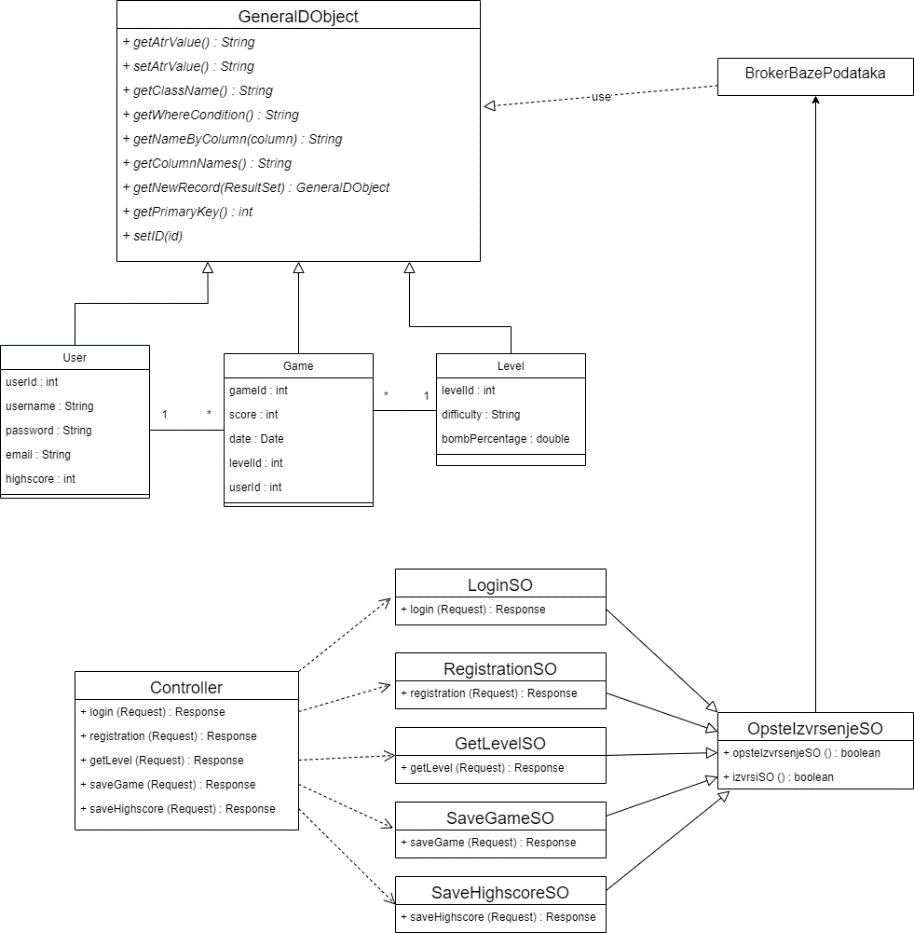 GeneralDObject
+ getAtrValue() : String
+ setAtrValue() : String
+ getClassName() : String
+ getWhereCondition() : String
+ getNameByColumn(column) : String
+ getColumnNames() : String
+ getNewRecord(ResultSet) : GeneralDObject
+ getPrimaryKey() : int
+ setID(id)
BrokerBazePodataka
use
User
userId : int
username : String
password : String
email : String
highscore : int
1
*
Game
gameId : int
score : int
date : Date
levelId : int
userId : int
*
1
Level
levelId : int
difficulty : String
bombPercentage : double
Controller
+ login (Request) : Response
+ registration (Request) : Response
+ getLevel (Request) : Response
+ saveGame (Request) : Response
+ saveHighscore (Request) : Response
LoginSO
+ login (Request) : Response
RegistrationSO
+ registration (Request) : Response
GetLevelSO
+ getLevel (Request) : Response
SaveGameSO
+ saveGame (Request) : Response
SaveHighscoreSO
+ saveHighscore (Request) : Response
OpsteIzvrsenjeSO
+ opsteIzvrsenjeSO () : boolean
+ izvrsiSO () : boolean